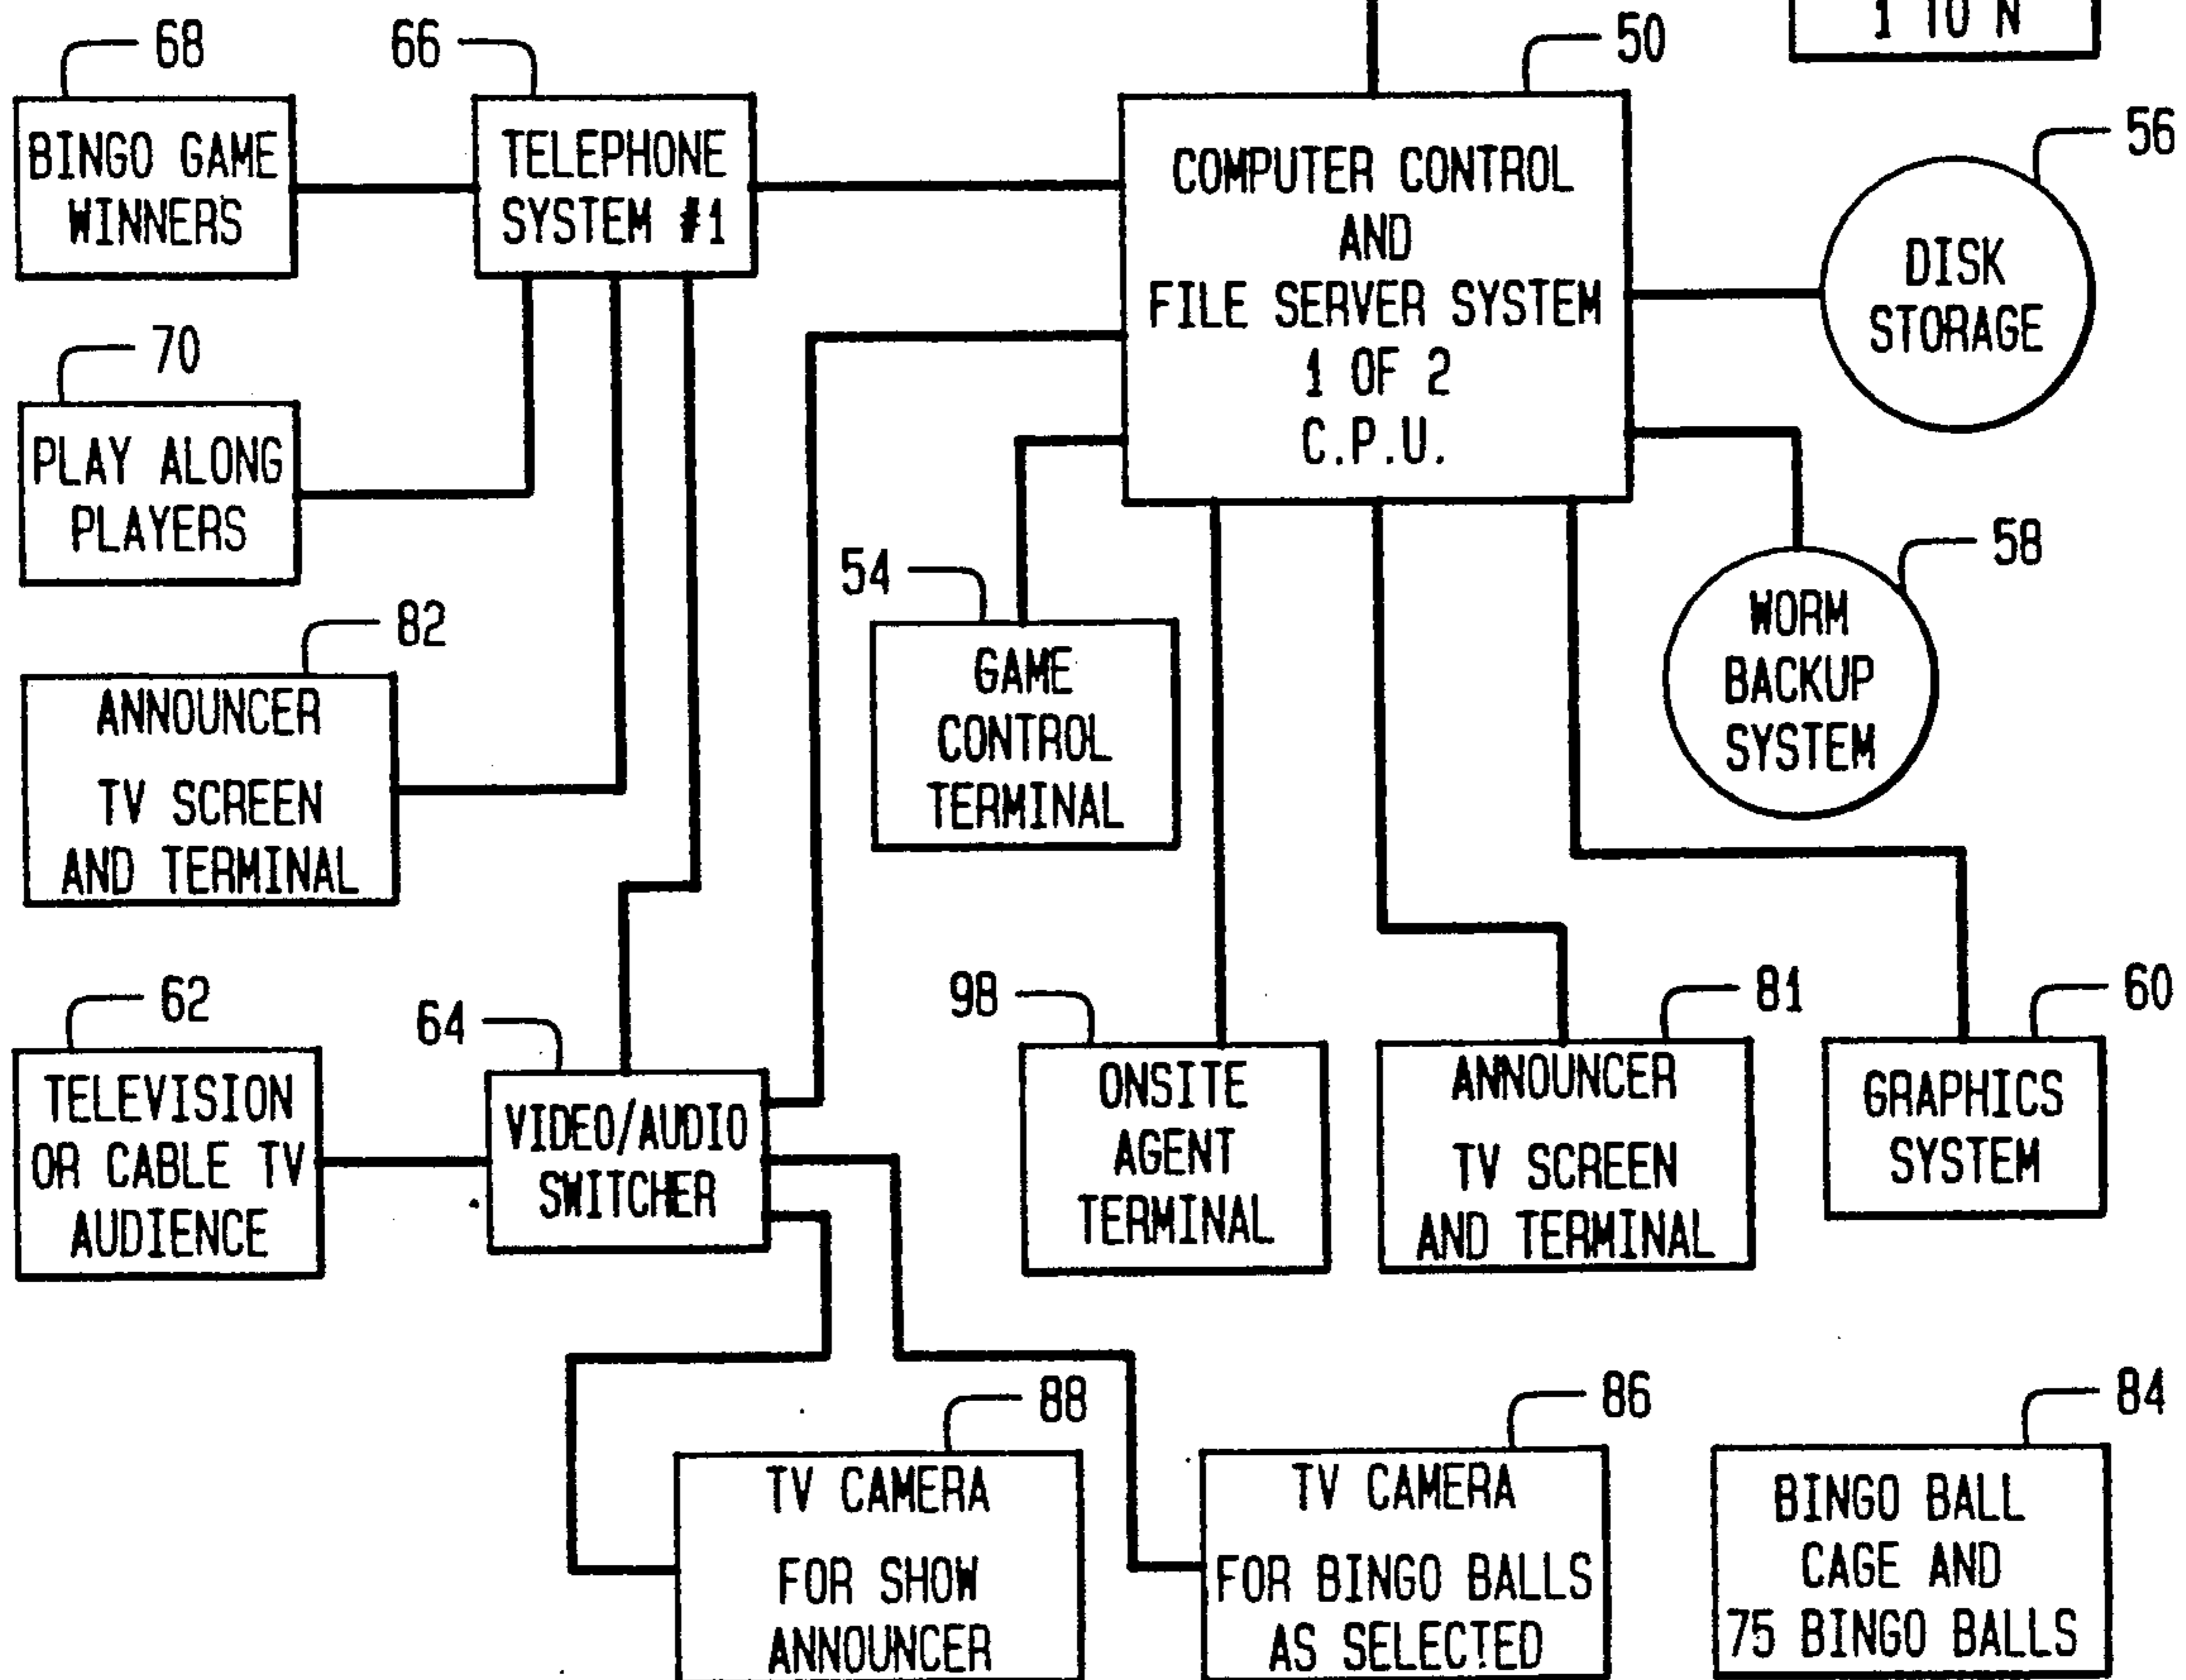 1 TO N
68
66
50
56
BINGO GAME
WINNERS
TELEPHONE
SYSTEM #1
COMPUTER CONTROL
AND
FILE SERVER SYSTEM
1 OF 2
C.P.U.
DISK
STORAGE
70
PLAY ALONG
PLAYERS
54
58
GAME
CONTROL
TERMINAL
WORM
BACKUP
SYSTEM
82
ANNOUNCER
TV SCREEN
AND TERMINAL
62
64
98
81
60
TELEVISION
OR CABLE TV
AUDIENCE
VIDEO/AUDIO
SWITCHER
ONSITE
AGENT
TERMINAL
ANNOUNCER
TV SCREEN
AND TERMINAL
GRAPHICS
SYSTEM
88
86
84
TV CAMERA
FOR SHOW
ANNOUNCER
TV CAMERA
FOR BINGO BALLS
AS SELECTED
BINGO BALL
CAGE AND
75 BINGO BALLS